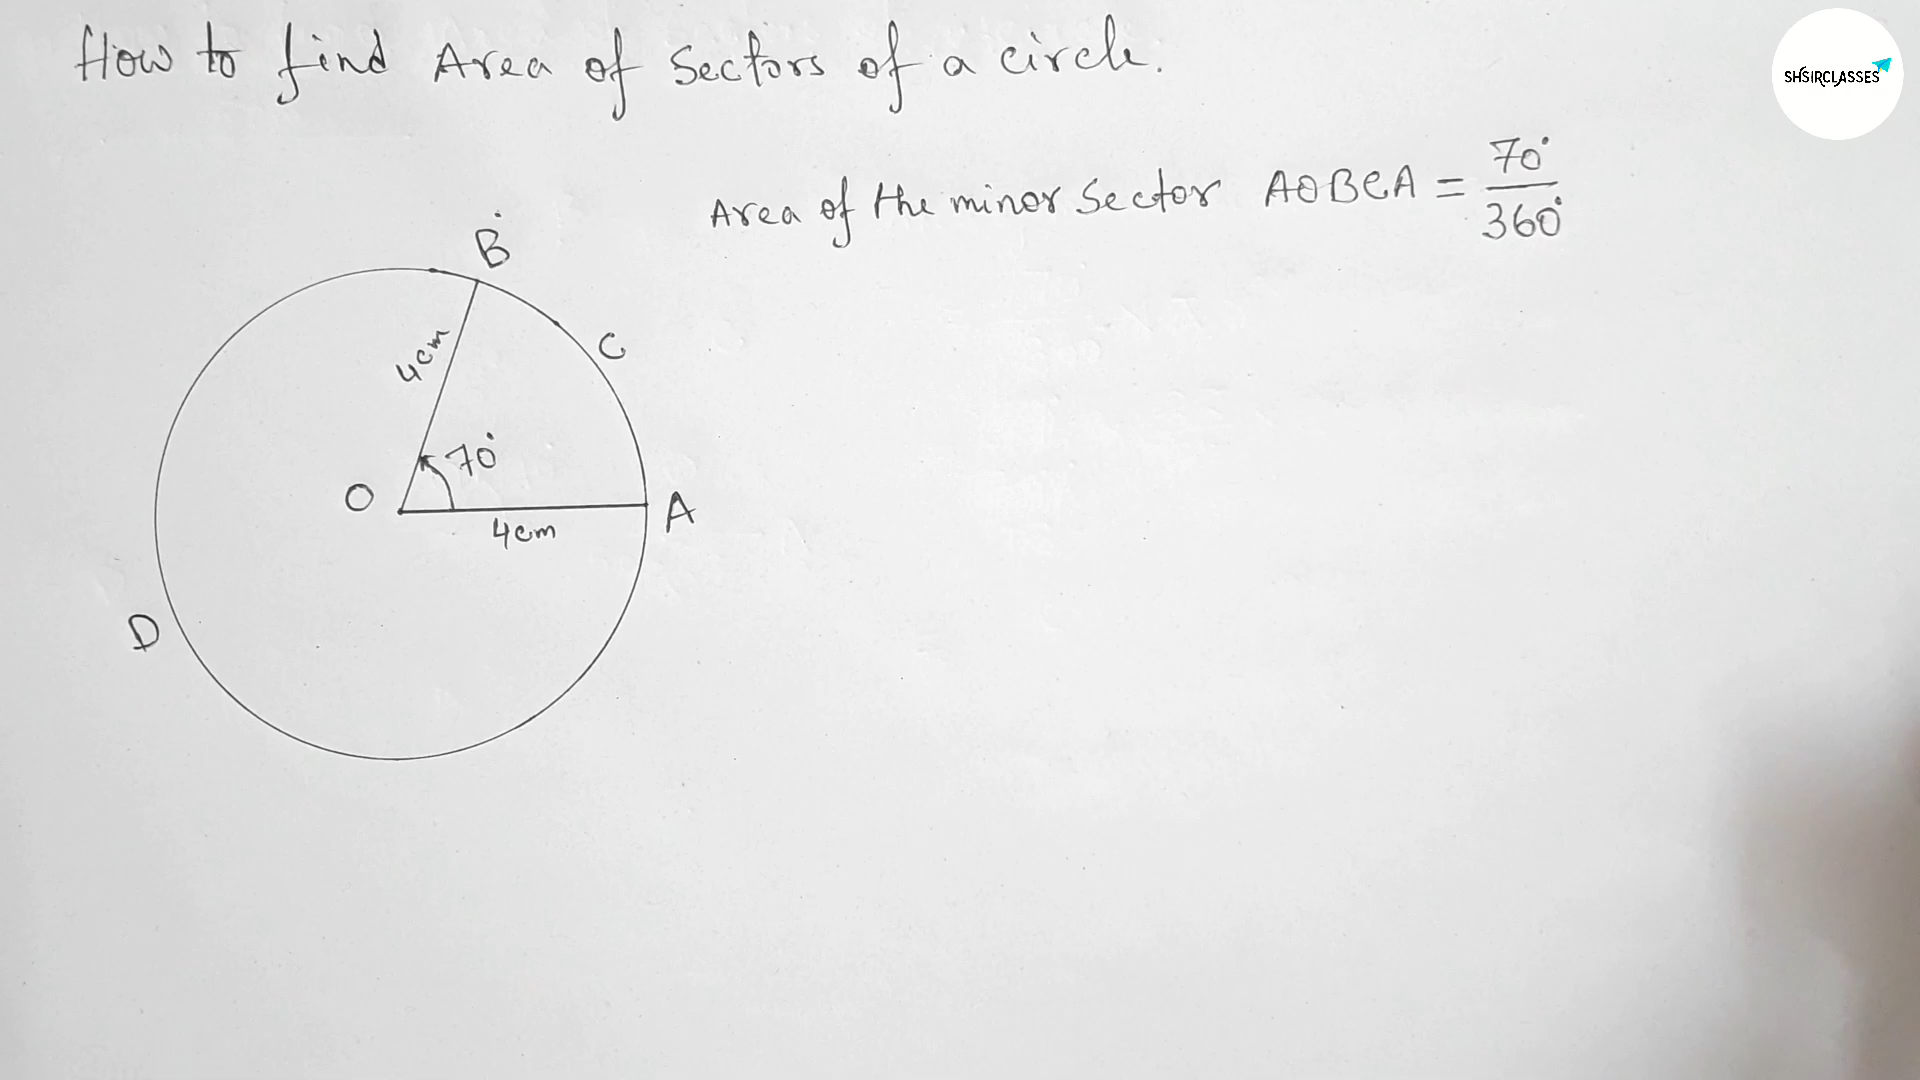 How to find Area of Sectors of a circle.
SHSIRCLASSES
Area of the minor Sector AOBCA = 70°/360°
B
C
4cm
70°
O
A
4cm
D